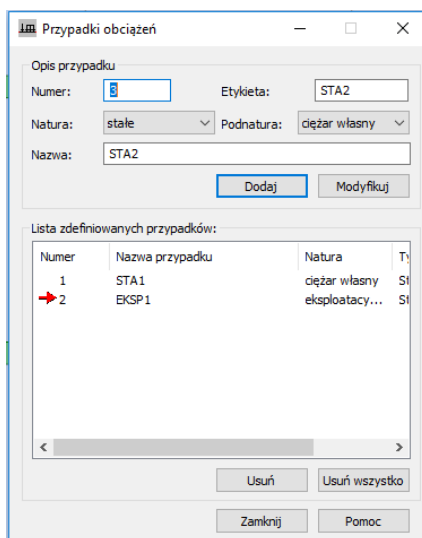 Przypadki obciążeń
Opis przypadku
Numer: 3 Etykieta: STA2
Natura: stałe Podnatura: ciężar własny
Nazwa: STA2
Dodaj Modyfikuj
Lista zdefiniowanych przypadków:
Numer Nazwa przypadku Natura
1 STA1 ciężar własny
2 EKSP1 eksploatacy...
Usuń Usuń wszystko
Zamknij Pomoc